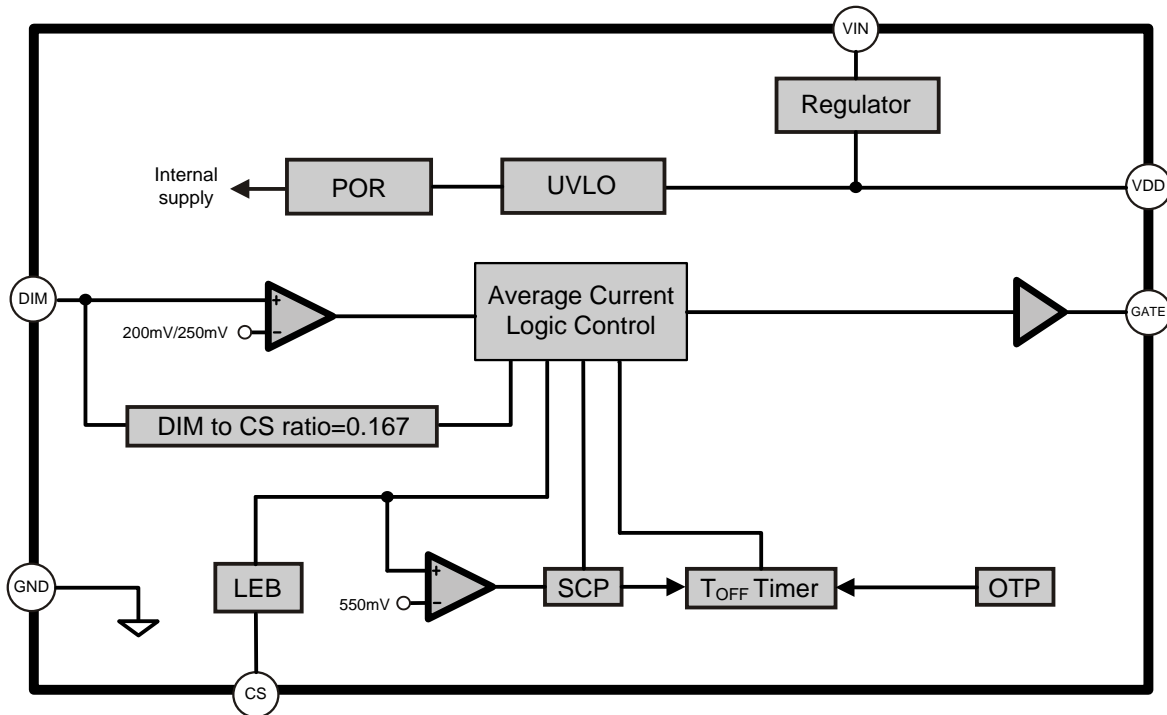 VIN
Regulator
Internal
supply
POR
UVLO
VDD
DIM
200mV/250mV
+
−
Average Current
Logic Control
GATE
DIM to CS ratio=0.167
GND
LEB
550mV
+
−
SCP
TOFF Timer
OTP
CS